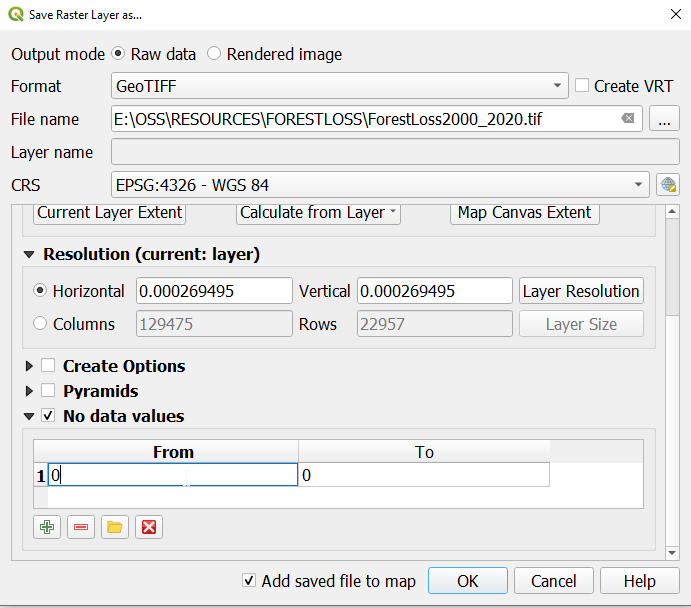 Save Raster Layer as...
Output mode Raw data Rendered image
Format GeoTIFF Create VRT
File name E:\OSS\RESOURCES\FORESTLOSS\ForestLoss2000_2020.tif ...
Layer name
CRS EPSG:4326 - WGS 84
Current Layer Extent Calculate from Layer Map Canvas Extent
Resolution (current: layer)
Horizontal 0.000269495 Vertical 0.000269495 Layer Resolution
Columns 129475 Rows 22957 Layer Size
Create Options
Pyramids
No data values
From To
1 0 0
Add saved file to map OK Cancel Help